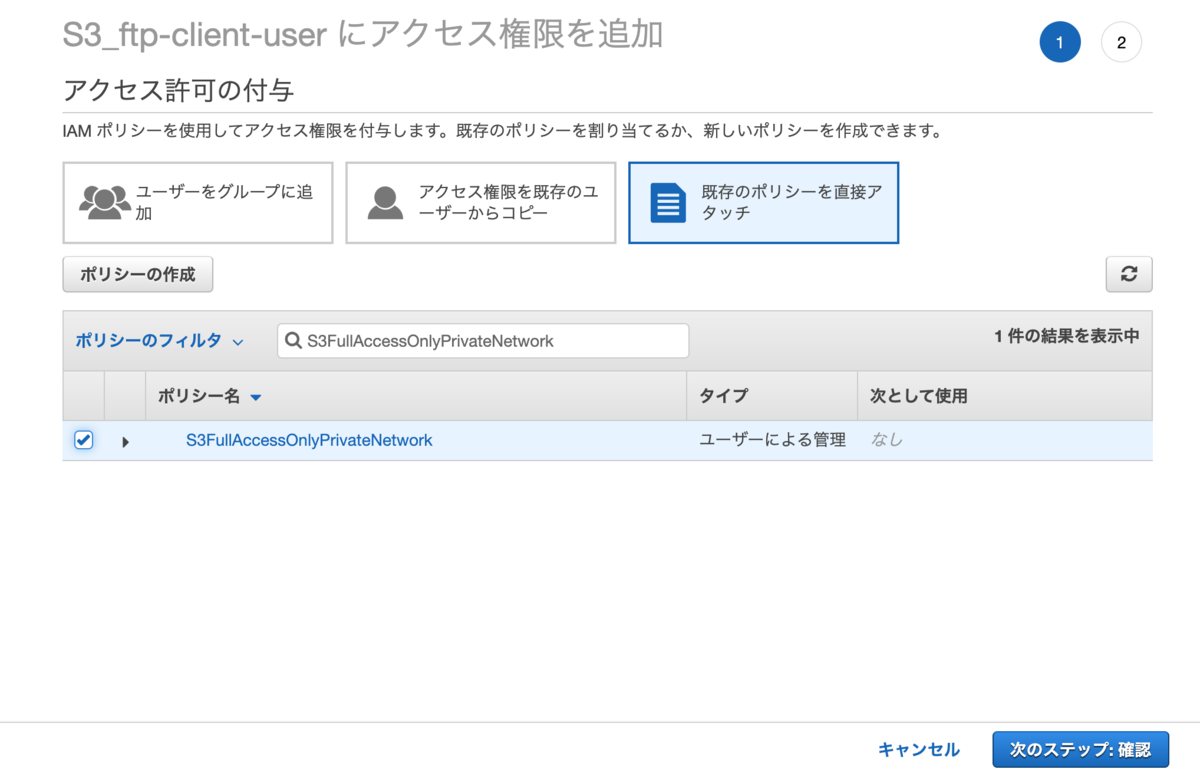 S3_ftp-client-user にアクセス権限を追加
1
2
アクセス許可の付与
IAM ポリシーを使用してアクセス権限を付与します。既存のポリシーを割り当てるか、新しいポリシーを作成できます。
ユーザーをグループに追
加
アクセス権限を既存のユ
ーザーからコピー
既存のポリシーを直接ア
タッチ
ポリシーの作成
ポリシーのフィルタ
S3FullAccessOnlyPrivateNetwork
1 件の結果を表示中
ポリシー名
タイプ
次として使用
S3FullAccessOnlyPrivateNetwork
ユーザーによる管理
なし
キャンセル
次のステップ: 確認